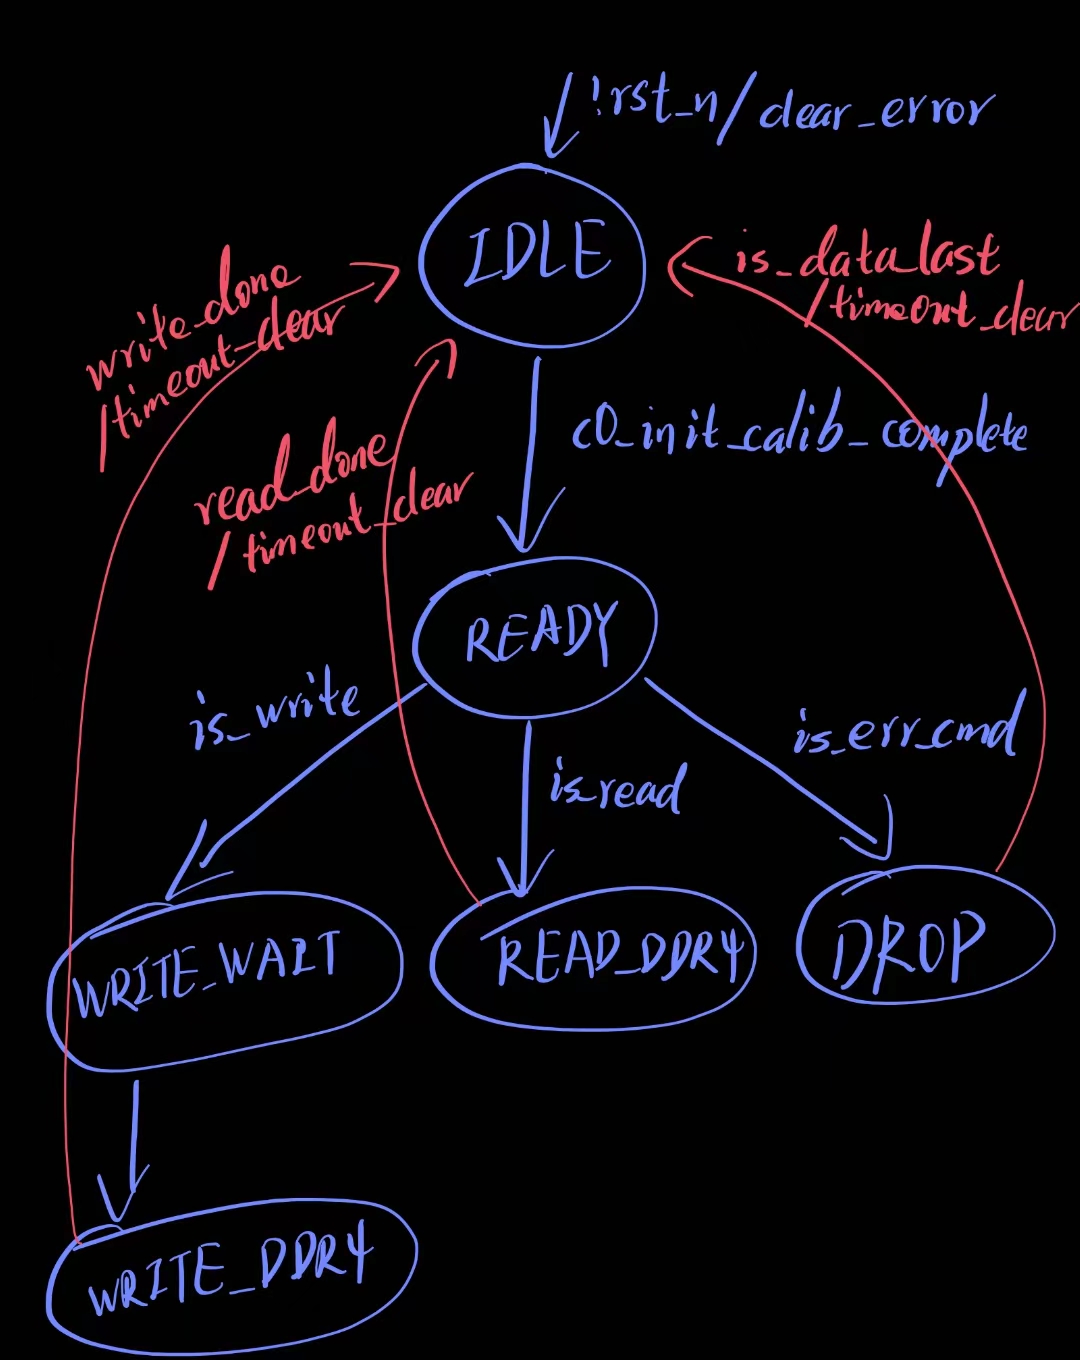 !rst_n/clear_error
IDLE
is_data_last
/timeout_clear
write_done
/timeout_clear
c0_init_calib_complete
read_done
/timeout_clear
READY
is_write
is_read
is_err_cmd
WRITE_WAIT
READ_DDR4
DROP
WRITE_DDR4